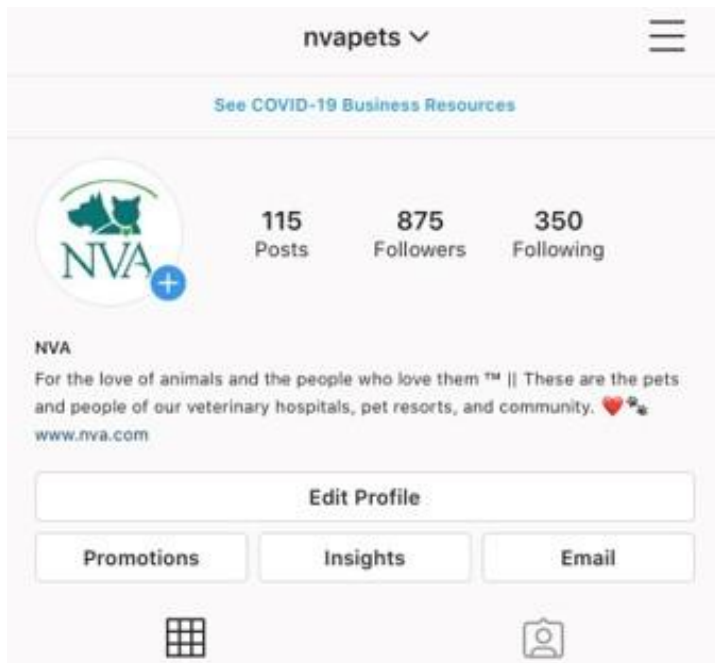 nvapets
See COVID-19 Business Resources
115 875 350
Posts Followers Following
NVA
NVA
For the love of animals and the people who love them ™ || These are the pets
and people of our veterinary hospitals, pet resorts, and community. ❤️🐾
www.nva.com
Edit Profile
Promotions Insights Email